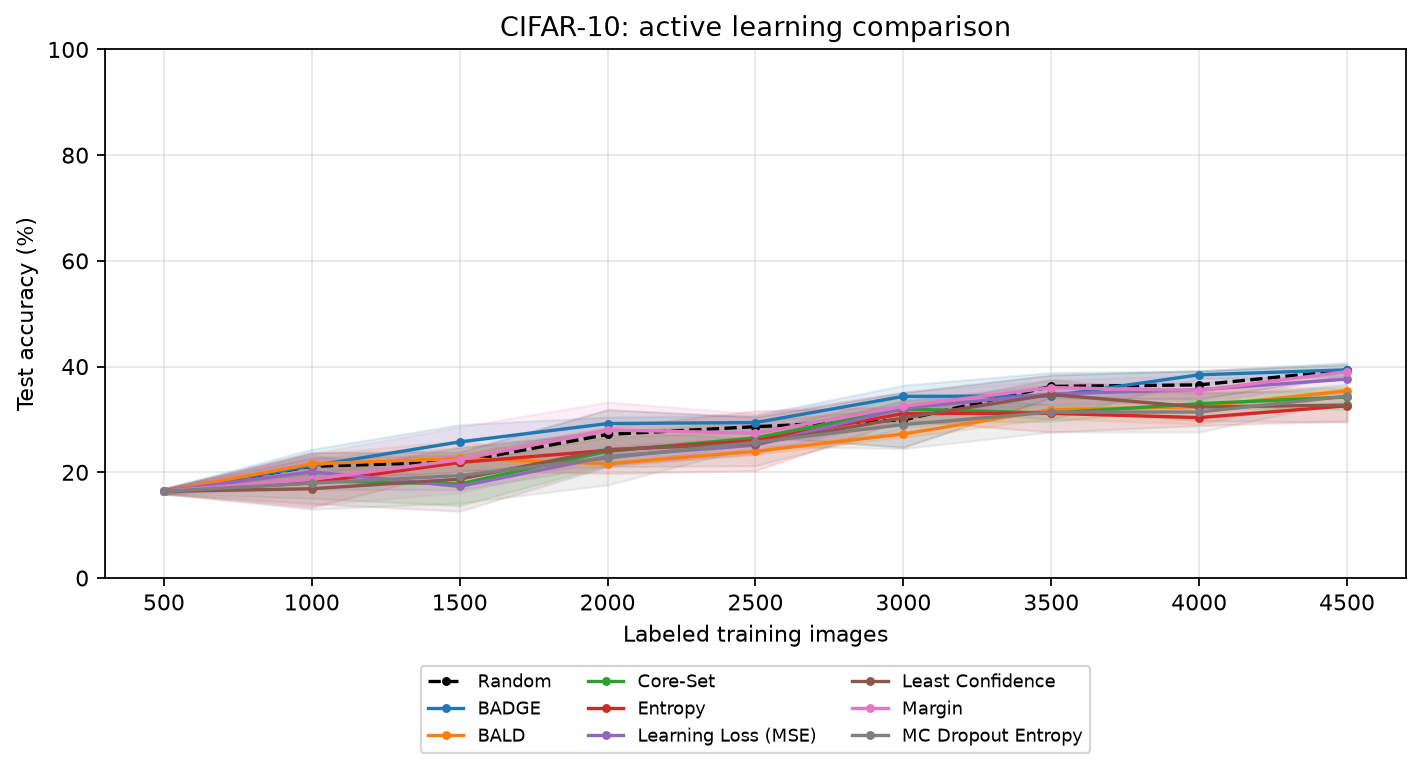 CIFAR-10: active learning comparison
100
80
60
40
20
0
Test accuracy (%)
500 1000 1500 2000 2500 3000 3500 4000 4500
Labeled training images
Random Core-Set Least Confidence
BADGE Entropy Margin
BALD Learning Loss (MSE) MC Dropout Entropy